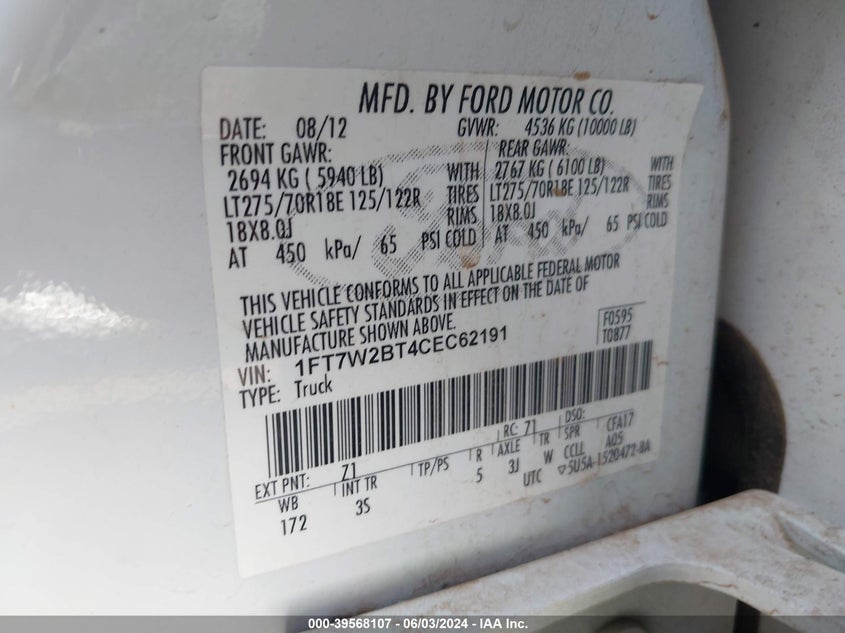 MFD. BY FORD MOTOR CO.
DATE: 08/12 GVWR: 4536 KG (10000 LB)
FRONT GAWR: REAR GAWR:
2694 KG ( 5940 LB) WITH 2767 KG ( 6100 LB) WITH
LT275/70R18E 125/122R TIRES LT275/70R18E 125/122R TIRES
18X8.0J RIMS 18X8.0J RIMS
AT 450 kPa/ 65 PSI COLD AT 450 kPa/ 65 PSI COLD
THIS VEHICLE CONFORMS TO ALL APPLICABLE FEDERAL MOTOR
VEHICLE SAFETY STANDARDS IN EFFECT ON THE DATE OF
MANUFACTURE SHOWN ABOVE.
F0595
VIN: 1FT7W2BT4CEC62191 T0877
TYPE: Truck
EXT PNT: Z1 RC: 71 DSO:
WB INT TR TP/PS R AXLE TR SPR CFA17
172 3S 5 3J W CCLL A05
UTC ▽5U5A-1520472-BA
000-39568107 - 06/03/2024 - IAA Inc.